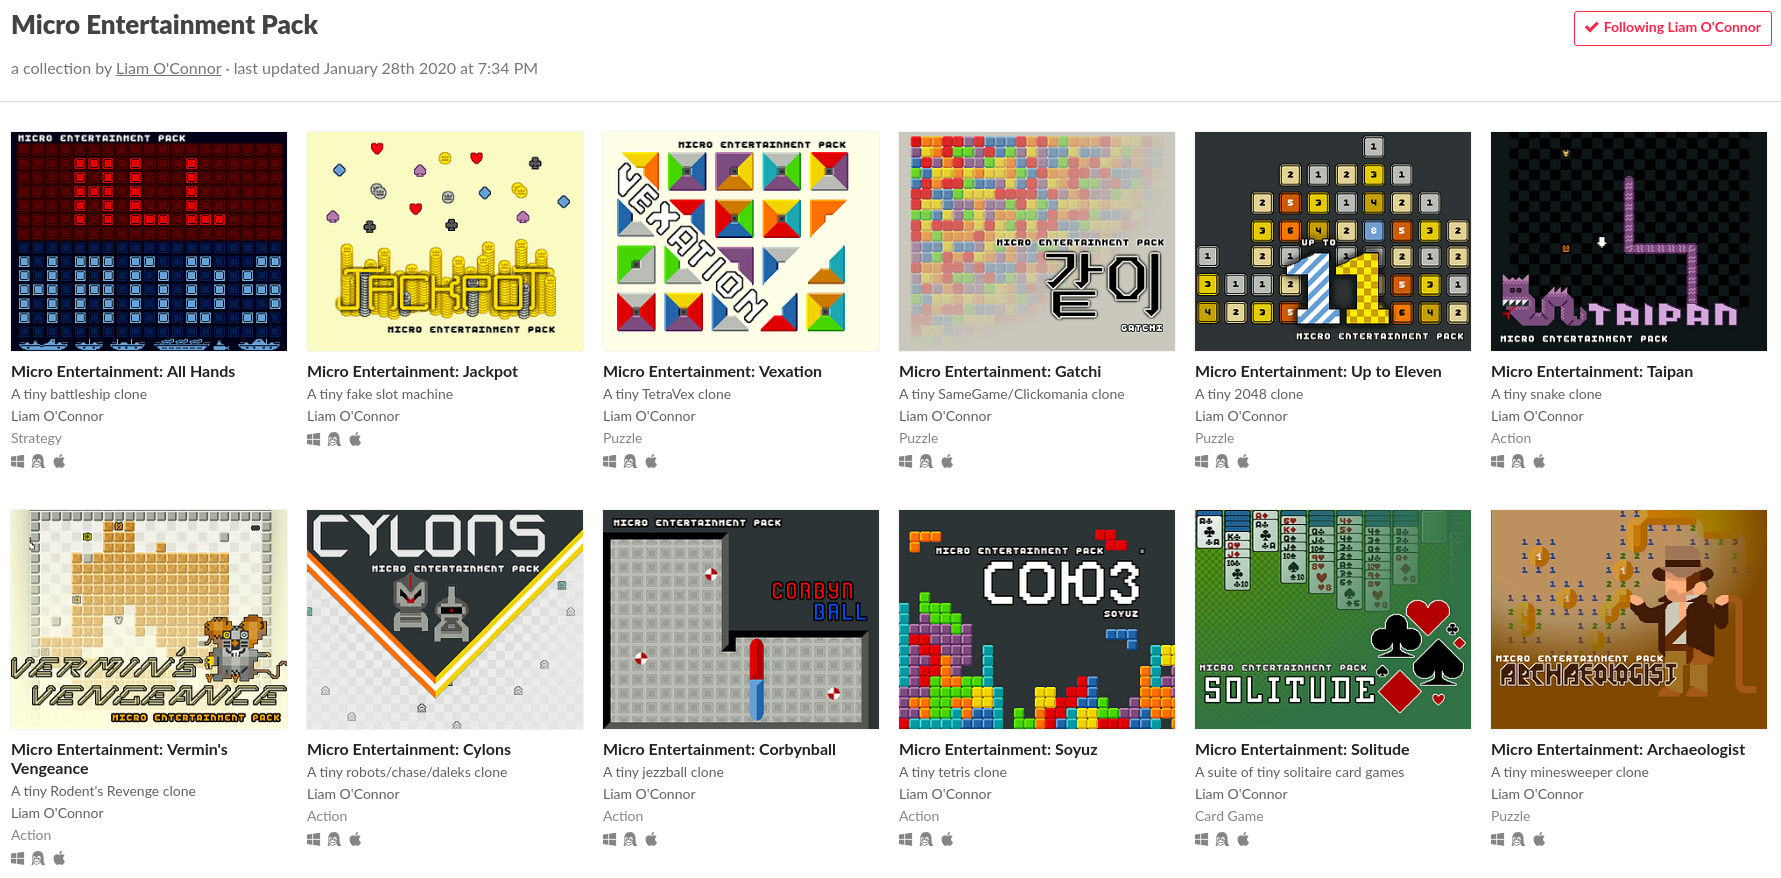 Micro Entertainment Pack
Following Liam O'Connor
a collection by Liam O'Connor · last updated January 28th 2020 at 7:34 PM
MICRO ENTERTAINMENT PACK
ALL
HANDS
JACKPOT
MICRO ENTERTAINMENT PACK
MICRO ENTERTAINMENT PACK
VEXATION
MICRO ENTERTAINMENT PACK
같이
GATCHI
UP TO
11
MICRO ENTERTAINMENT PACK
TAIPAN
MICRO ENTERTAINMENT PACK
Micro Entertainment: All Hands
A tiny battleship clone
Liam O'Connor
Strategy
Micro Entertainment: Jackpot
A tiny fake slot machine
Liam O'Connor
Micro Entertainment: Vexation
A tiny TetraVex clone
Liam O'Connor
Puzzle
Micro Entertainment: Gatchi
A tiny SameGame/Clickomania clone
Liam O'Connor
Puzzle
Micro Entertainment: Up to Eleven
A tiny 2048 clone
Liam O'Connor
Puzzle
Micro Entertainment: Taipan
A tiny snake clone
Liam O'Connor
Action
VERMIN'S
VENGEANCE
MICRO ENTERTAINMENT PACK
CYLONS
MICRO ENTERTAINMENT PACK
MICRO ENTERTAINMENT PACK
CORBYN
BALL
MICRO ENTERTAINMENT PACK
СОЮЗ
SOYUZ
MICRO ENTERTAINMENT PACK
SOLITUDE
MICRO ENTERTAINMENT PACK
ARCHAEOLOGIST
Micro Entertainment: Vermin's
Vengeance
A tiny Rodent's Revenge clone
Liam O'Connor
Action
Micro Entertainment: Cylons
A tiny robots/chase/daleks clone
Liam O'Connor
Action
Micro Entertainment: Corbynball
A tiny jezzball clone
Liam O'Connor
Action
Micro Entertainment: Soyuz
A tiny tetris clone
Liam O'Connor
Action
Micro Entertainment: Solitude
A suite of tiny solitaire card games
Liam O'Connor
Card Game
Micro Entertainment: Archaeologist
A tiny minesweeper clone
Liam O'Connor
Puzzle